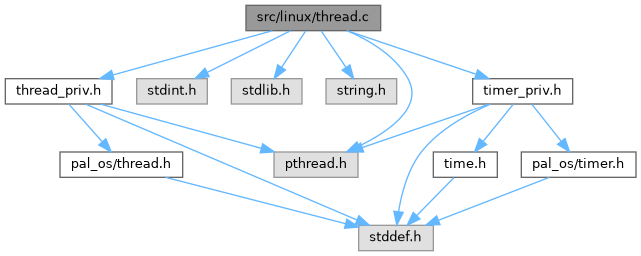 src/linux/thread.c
thread_priv.h
stdint.h
stdlib.h
string.h
timer_priv.h
pal_os/thread.h
pthread.h
time.h
pal_os/timer.h
stddef.h